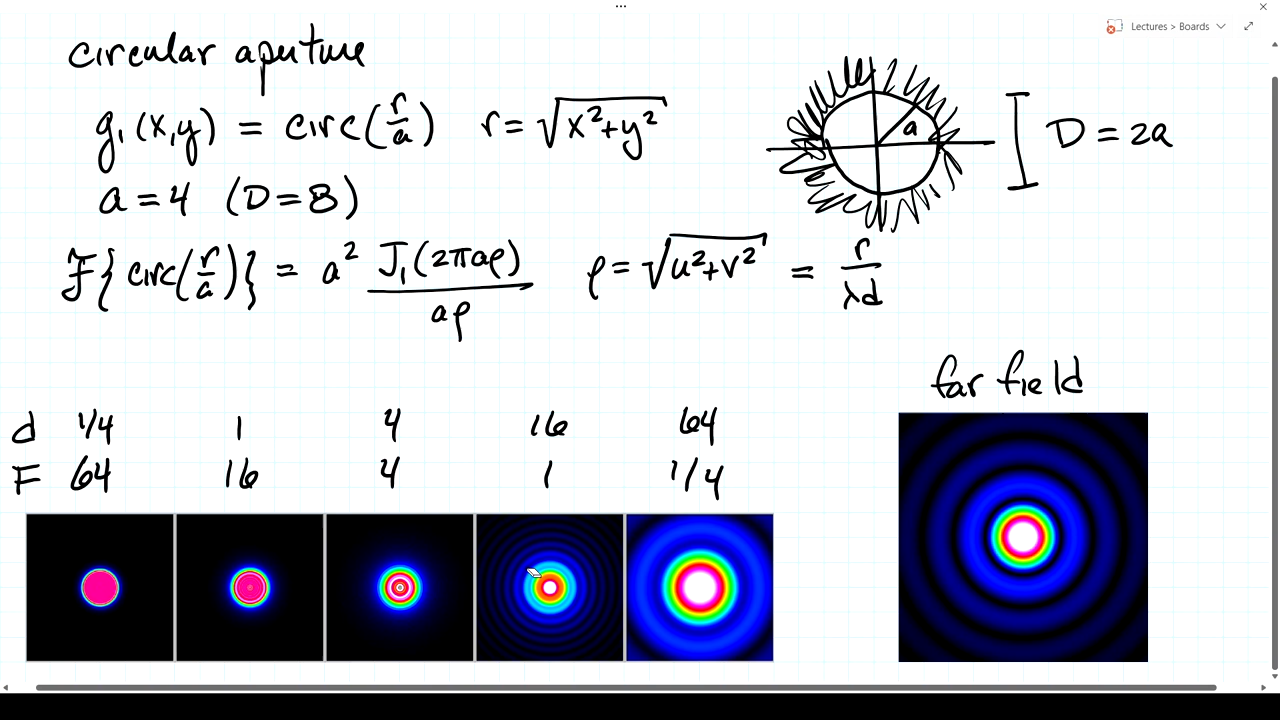 Lectures > Boards
circular aperture
g₁(x,y) = circ(r/a)   r = √(x²+y²)
a
D = 2a
a = 4   (D = 8)
ℱ{circ(r/a)} = a² J₁(2πaρ)/(aρ)   ρ = √(u²+v²) = r/(λd)
far field
d   1/4   1   4   16   64
F   64   16   4   1   1/4